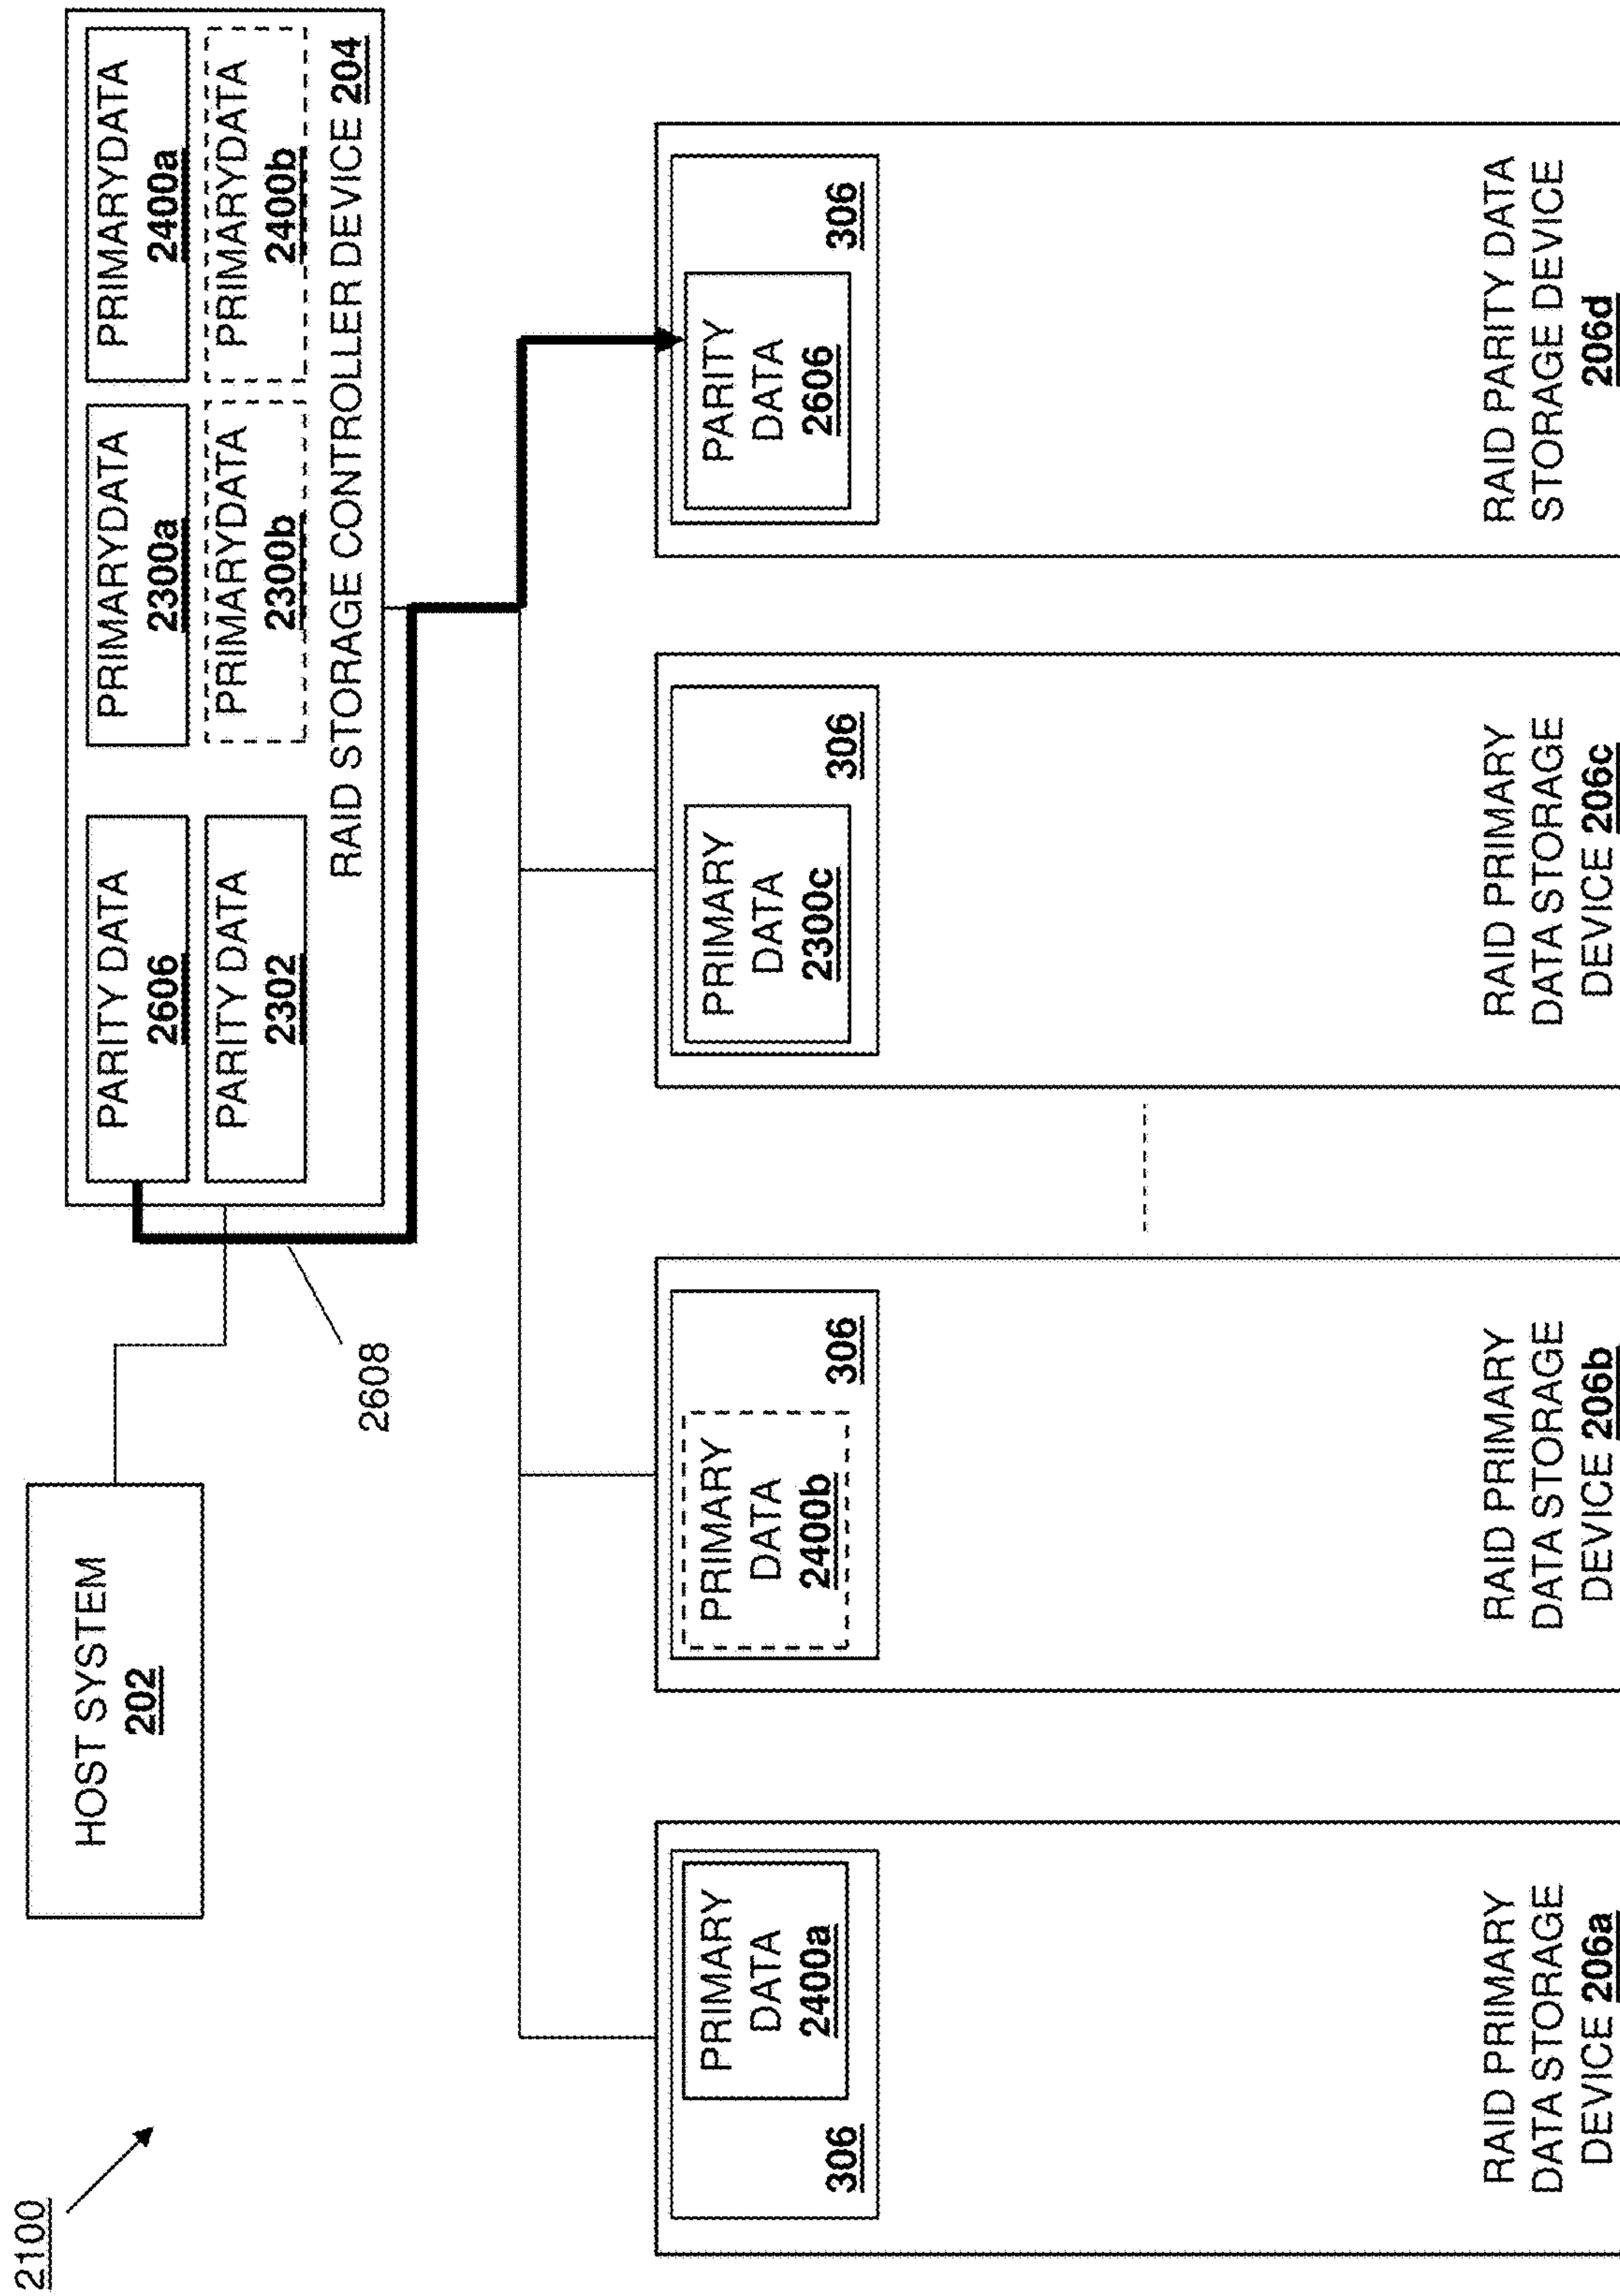 2100
HOST SYSTEM
202
2608
PARITY DATA
2606
PARITY DATA
2302
PRIMARYDATA
2300a
PRIMARYDATA
2300b
PRIMARYDATA
2400a
PRIMARYDATA
2400b
RAID STORAGE CONTROLLER DEVICE 204
306
PRIMARY
DATA
2400a
RAID PRIMARY
DATA STORAGE
DEVICE 206a
PRIMARY
DATA
2400b
306
RAID PRIMARY
DATA STORAGE
DEVICE 206b
PRIMARY
DATA
2300c
306
RAID PRIMARY
DATA STORAGE
DEVICE 206c
PARITY
DATA
2606
306
RAID PARITY DATA
STORAGE DEVICE
206d